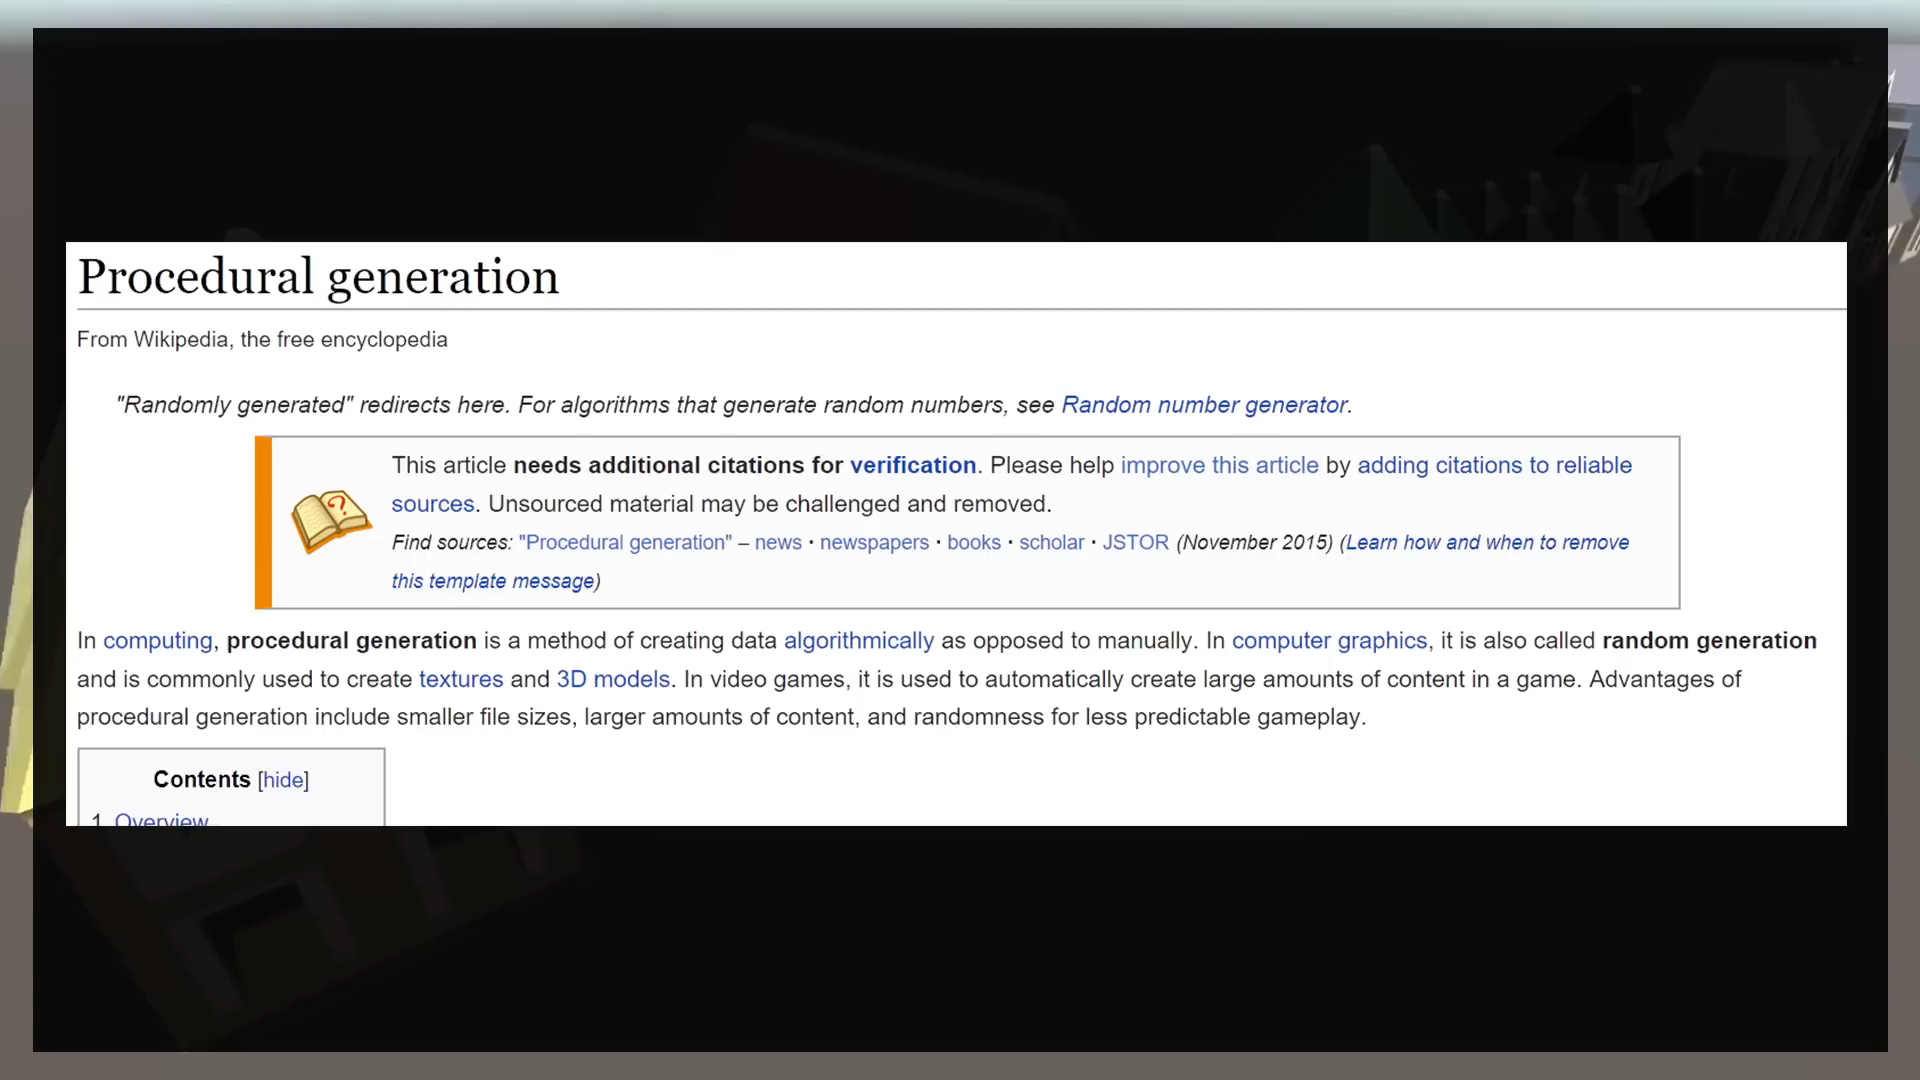 Procedural generation
From Wikipedia, the free encyclopedia
"Randomly generated" redirects here. For algorithms that generate random numbers, see Random number generator.
This article needs additional citations for verification. Please help improve this article by adding citations to reliable
sources. Unsourced material may be challenged and removed.
Find sources: "Procedural generation" – news · newspapers · books · scholar · JSTOR (November 2015) (Learn how and when to remove
this template message)
In computing, procedural generation is a method of creating data algorithmically as opposed to manually. In computer graphics, it is also called random generation
and is commonly used to create textures and 3D models. In video games, it is used to automatically create large amounts of content in a game. Advantages of
procedural generation include smaller file sizes, larger amounts of content, and randomness for less predictable gameplay.
Contents [hide]
1 Overview